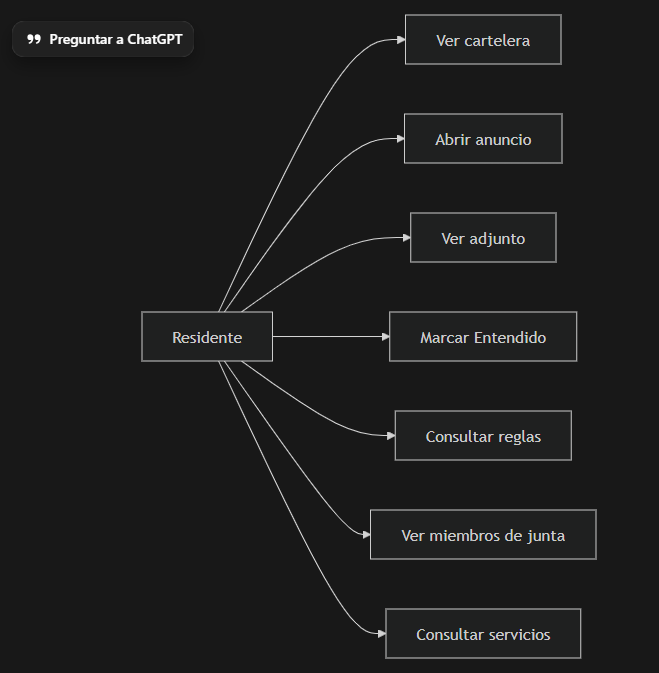 Preguntar a ChatGPT
Ver cartelera
Abrir anuncio
Ver adjunto
Residente
Marcar Entendido
Consultar reglas
Ver miembros de junta
Consultar servicios